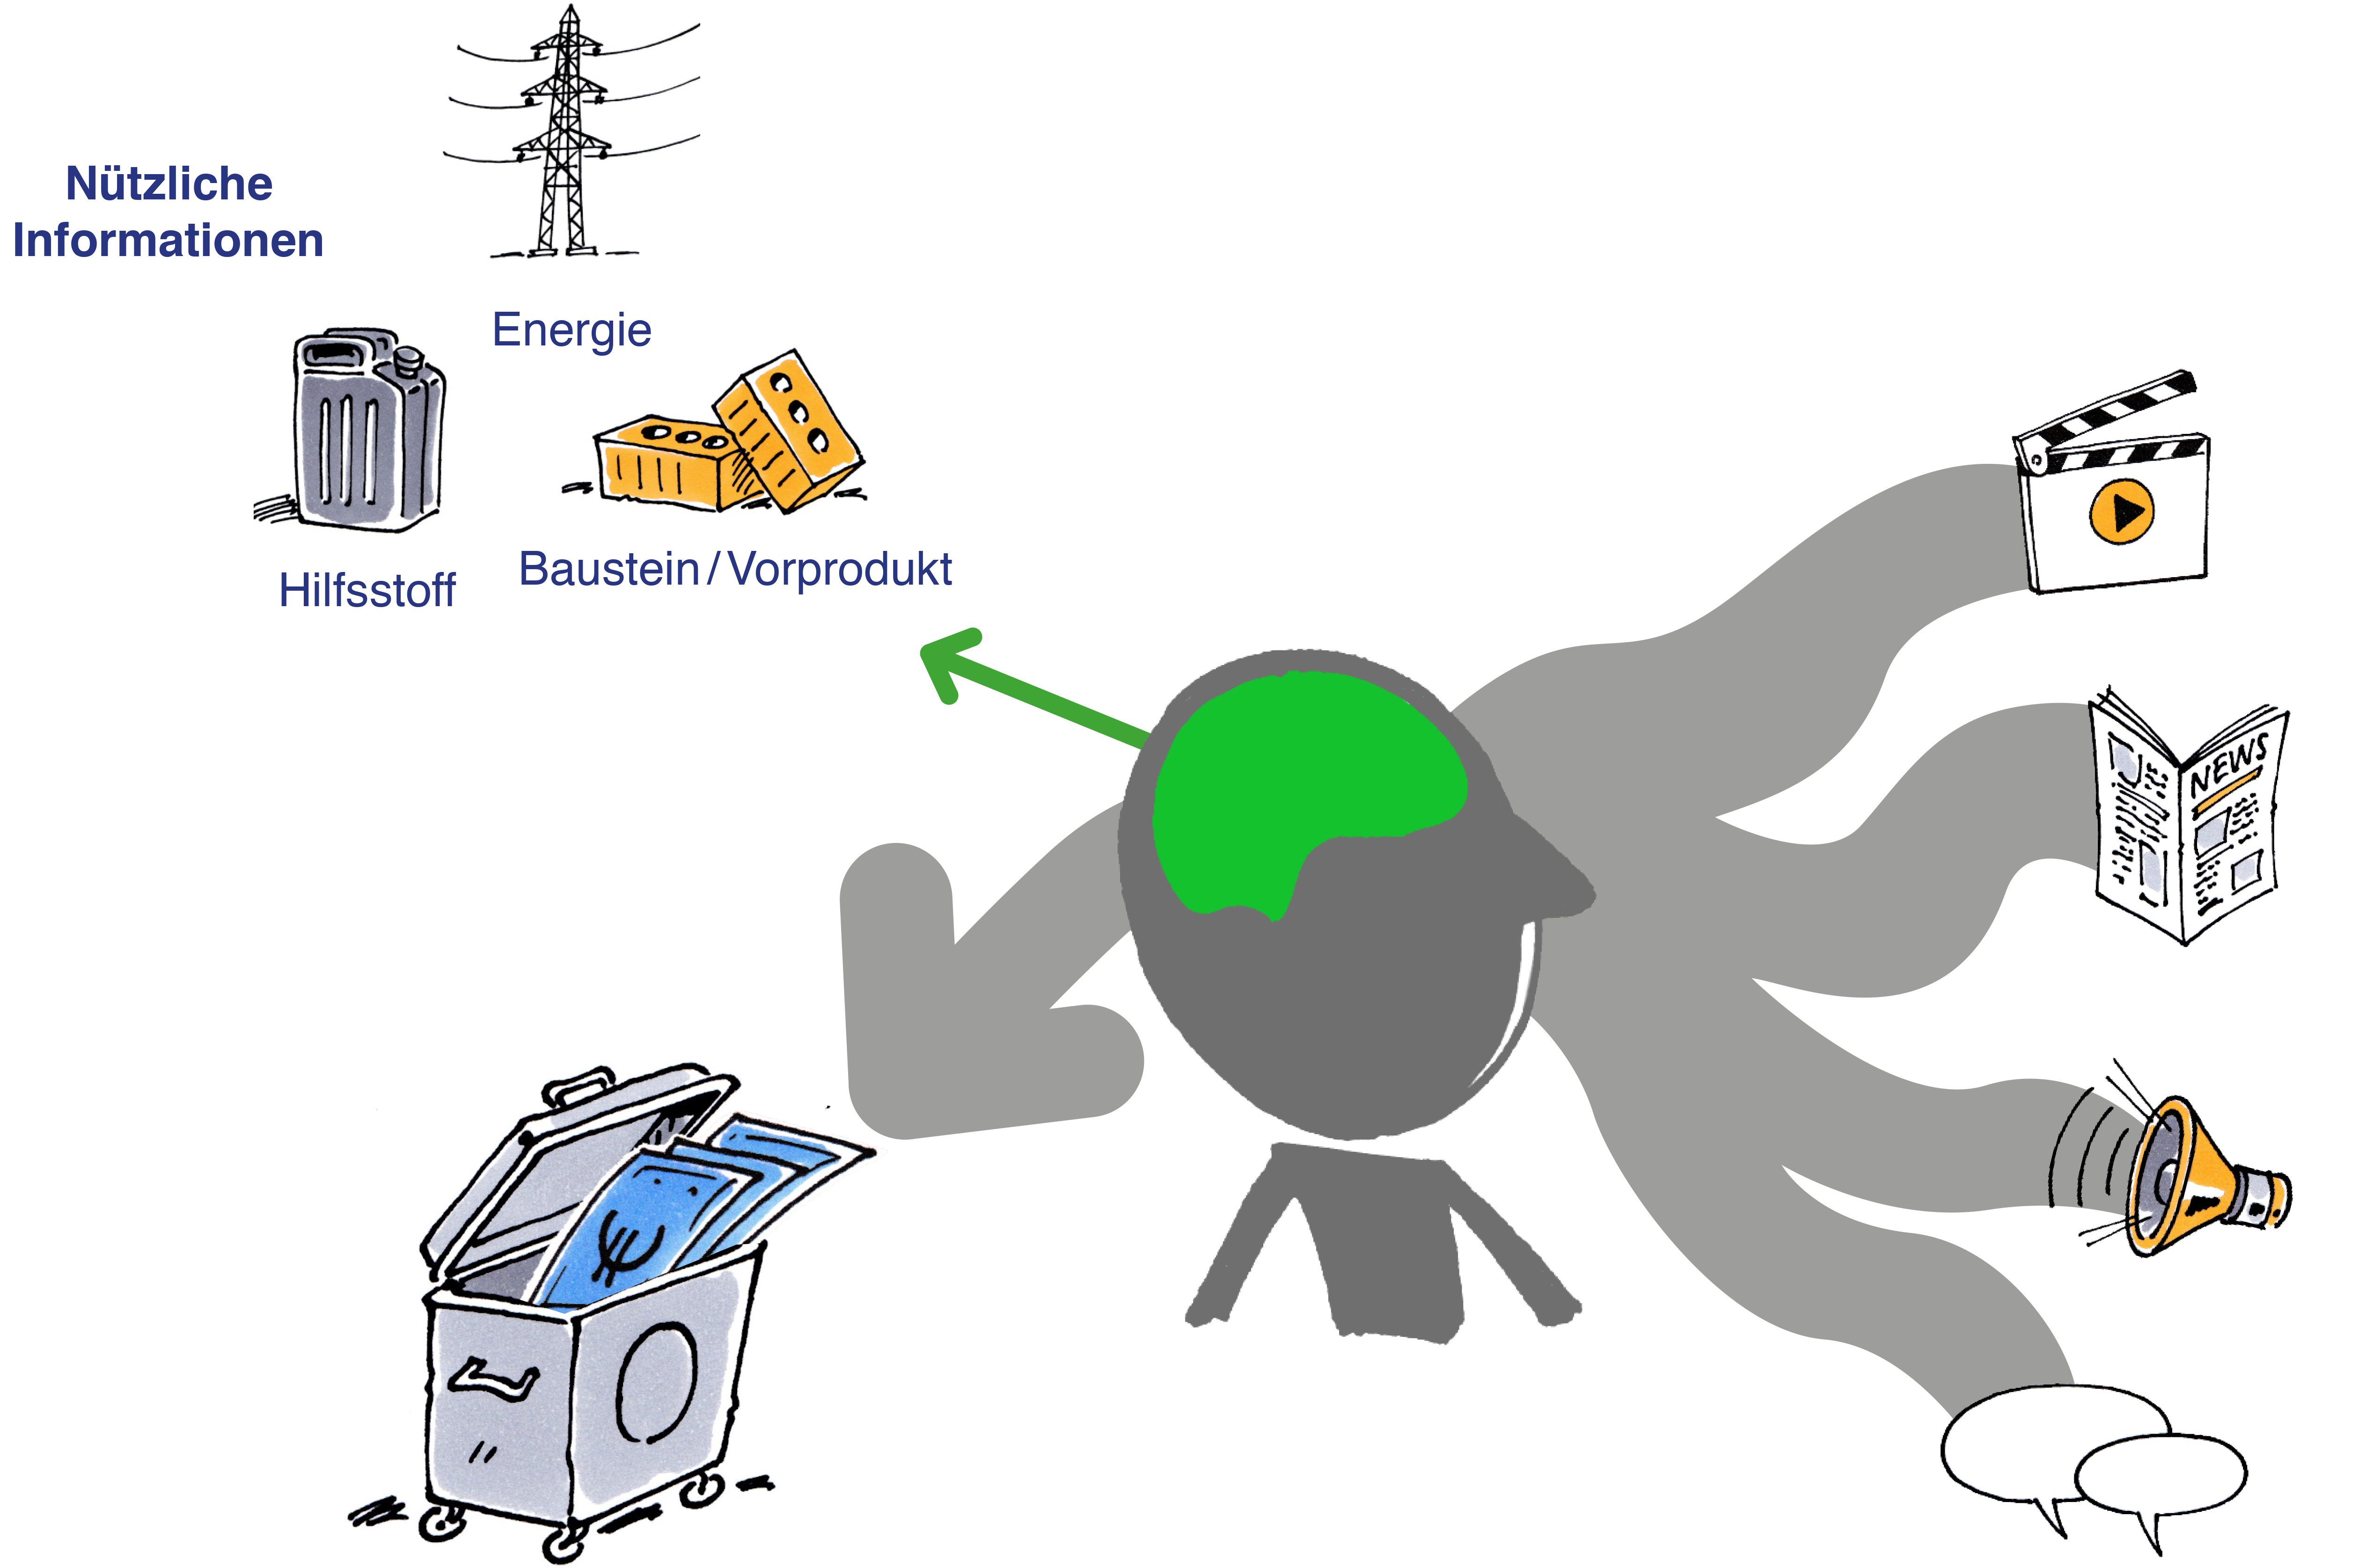 Nützliche
Informationen
Energie
Hilfsstoff
Baustein / Vorprodukt
NEWS
€